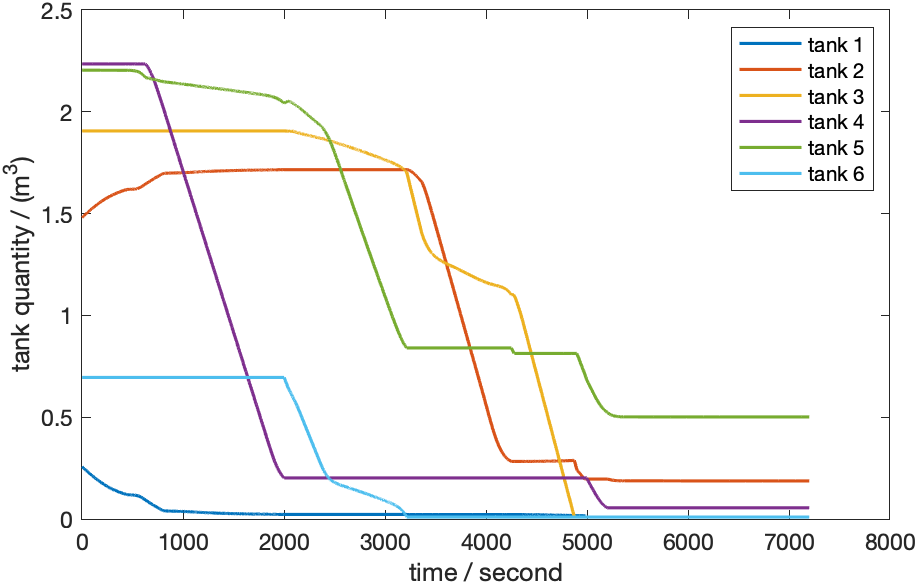 2.5
2
1.5
1
0.5
0
tank quantity / (m³)
tank 1
tank 2
tank 3
tank 4
tank 5
tank 6
0 1000 2000 3000 4000 5000 6000 7000 8000
time / second